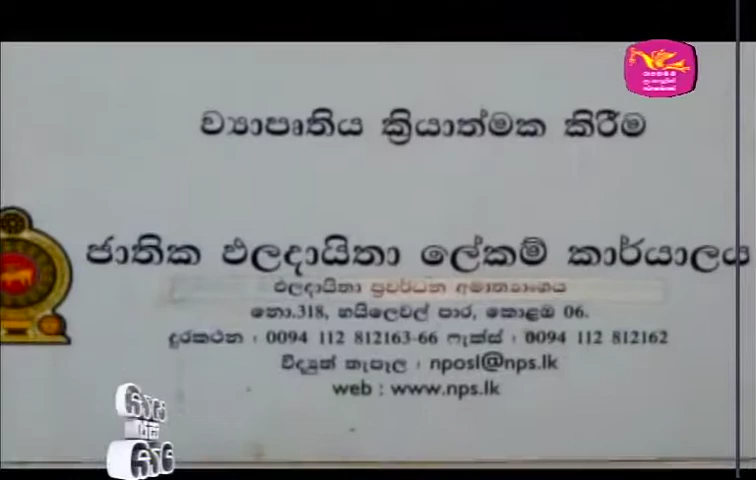 ව්‍යාපෘතිය ක්‍රියාත්මක කිරීම
ජාතික ඵලදායිතා ලේකම් කාර්යාලය
ඵලදායිතා ප්‍රවර්ධන අමාත්‍යාංශය
නො.318, හයිලෙවල් පාර, කොළඹ 06.
දුරකථන : 0094 112 812163-66 ෆැක්ස් : 0094 112 812162
විද්‍යුත් තැපෑල : nposl@nps.lk
web : www.nps.lk